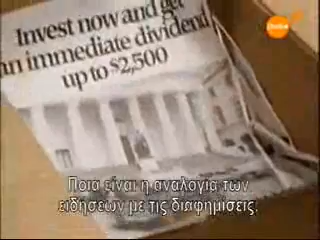 Invest now and get
an immediate dividend
up to $2,500
Ποια είναι η αναλογία των
ειδήσεων με τις διαφημίσεις;